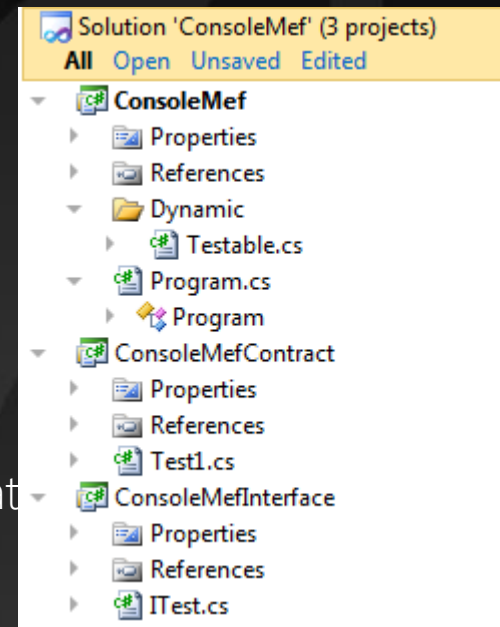 Solution 'ConsoleMef' (3 projects)
All Open Unsaved Edited
ConsoleMef
Properties
References
Dynamic
Testable.cs
Program.cs
Program
ConsoleMefContract
Properties
References
Test1.cs
ConsoleMefInterface
Properties
References
ITest.cs